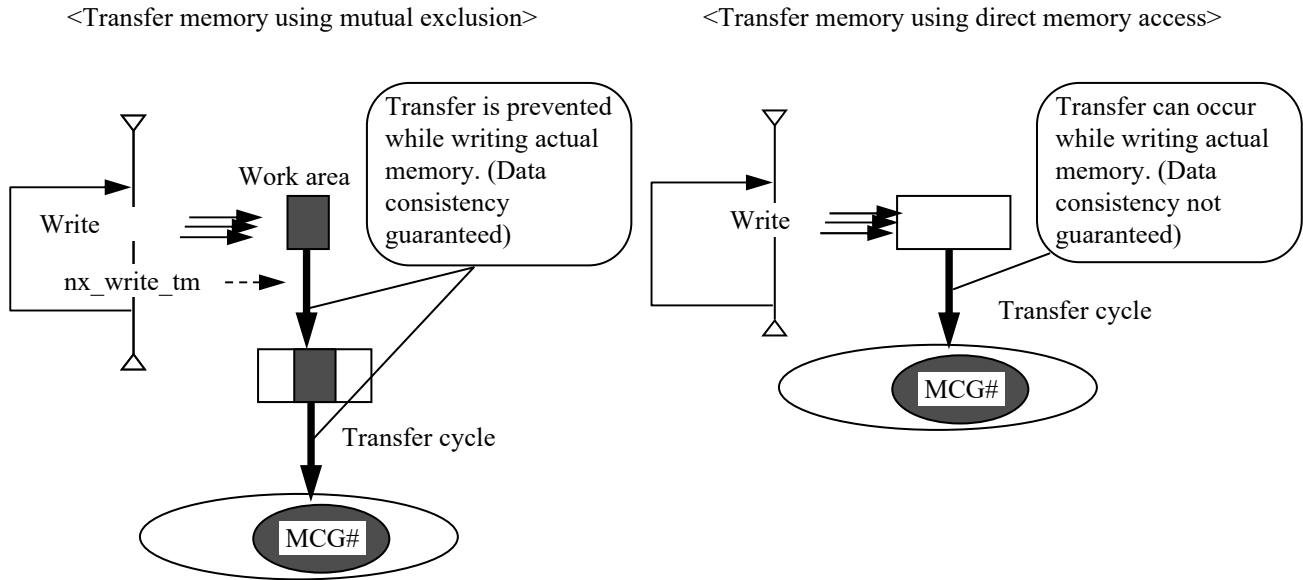 <Transfer memory using mutual exclusion>
Transfer is prevented
while writing actual
memory. (Data
consistency
guaranteed)
Work area
Write
nx_write_tm
Transfer cycle
MCG#
<Transfer memory using direct memory access>
Transfer can occur
while writing actual
memory. (Data
consistency not
guaranteed)
Write
Transfer cycle
MCG#